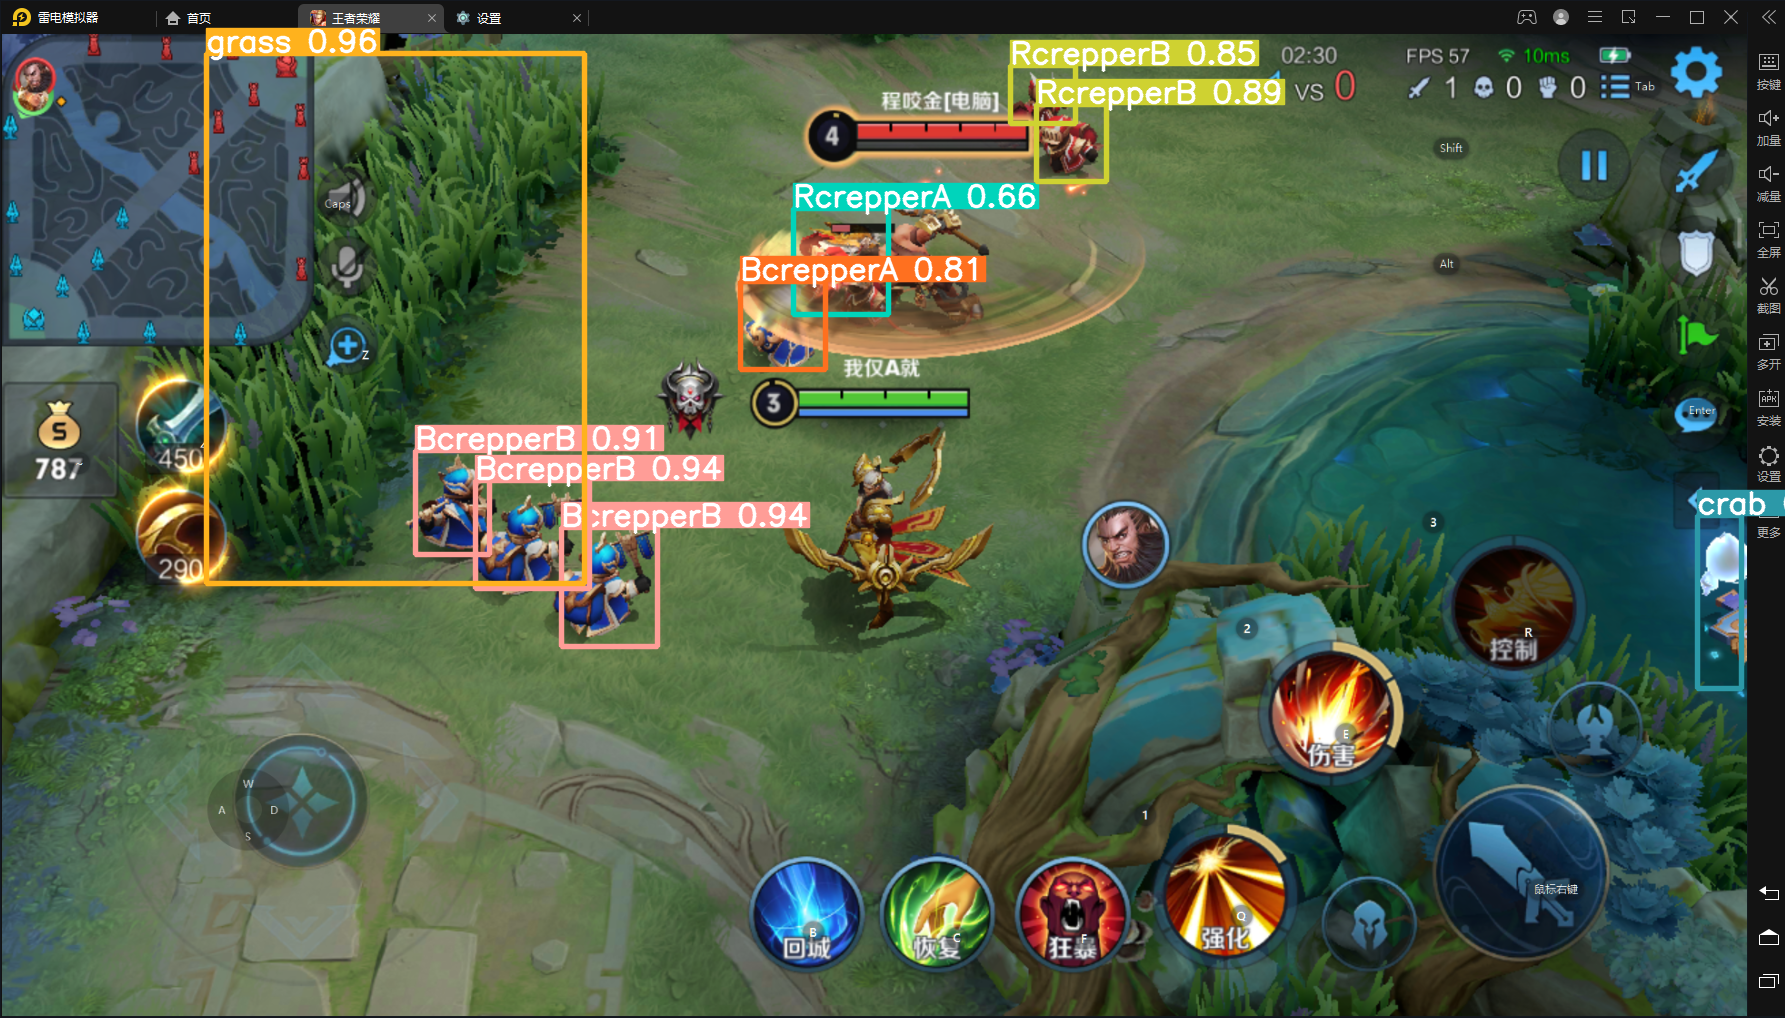 雷电模拟器
首页
王者荣耀
设置
grass 0.96
RcrepperB 0.85
02:30
FPS 57
10ms
RcrepperB 0.89
VS 0
1
0
0
Tab
按键
程咬金[电脑]
4
Shift
加量
Caps
RcrepperA 0.66
减量
BcrepperA 0.81
Alt
全屏
截图
Z
我仅A就
多开
3
Enter
安装
S
787
450
BcrepperB 0.91
BcrepperB 0.94
设置
crab
BcrepperB 0.94
3
更多
290
2
R
控制
E
伤害
W
A
D
S
1
鼠标右键
B
回城
C
恢复
F
狂暴
Q
强化
APK